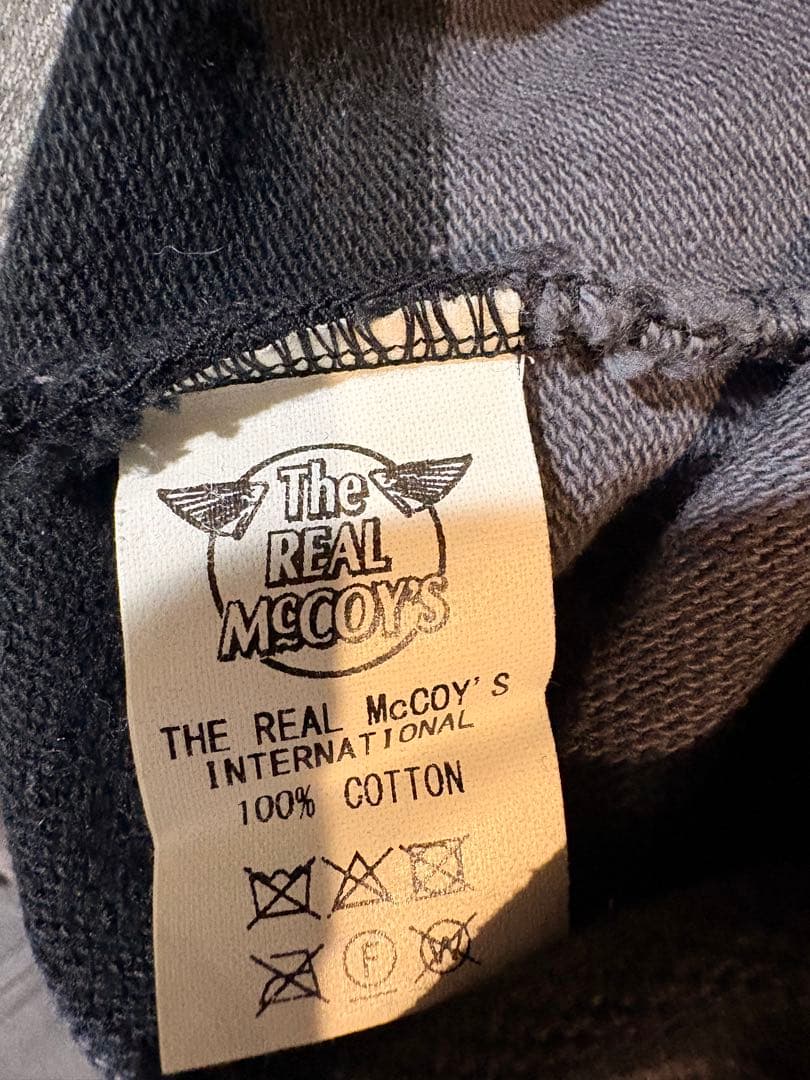 The
REAL
McCOY'S
THE REAL McCOY'S
INTERNATIONAL
100% COTTON
F
W